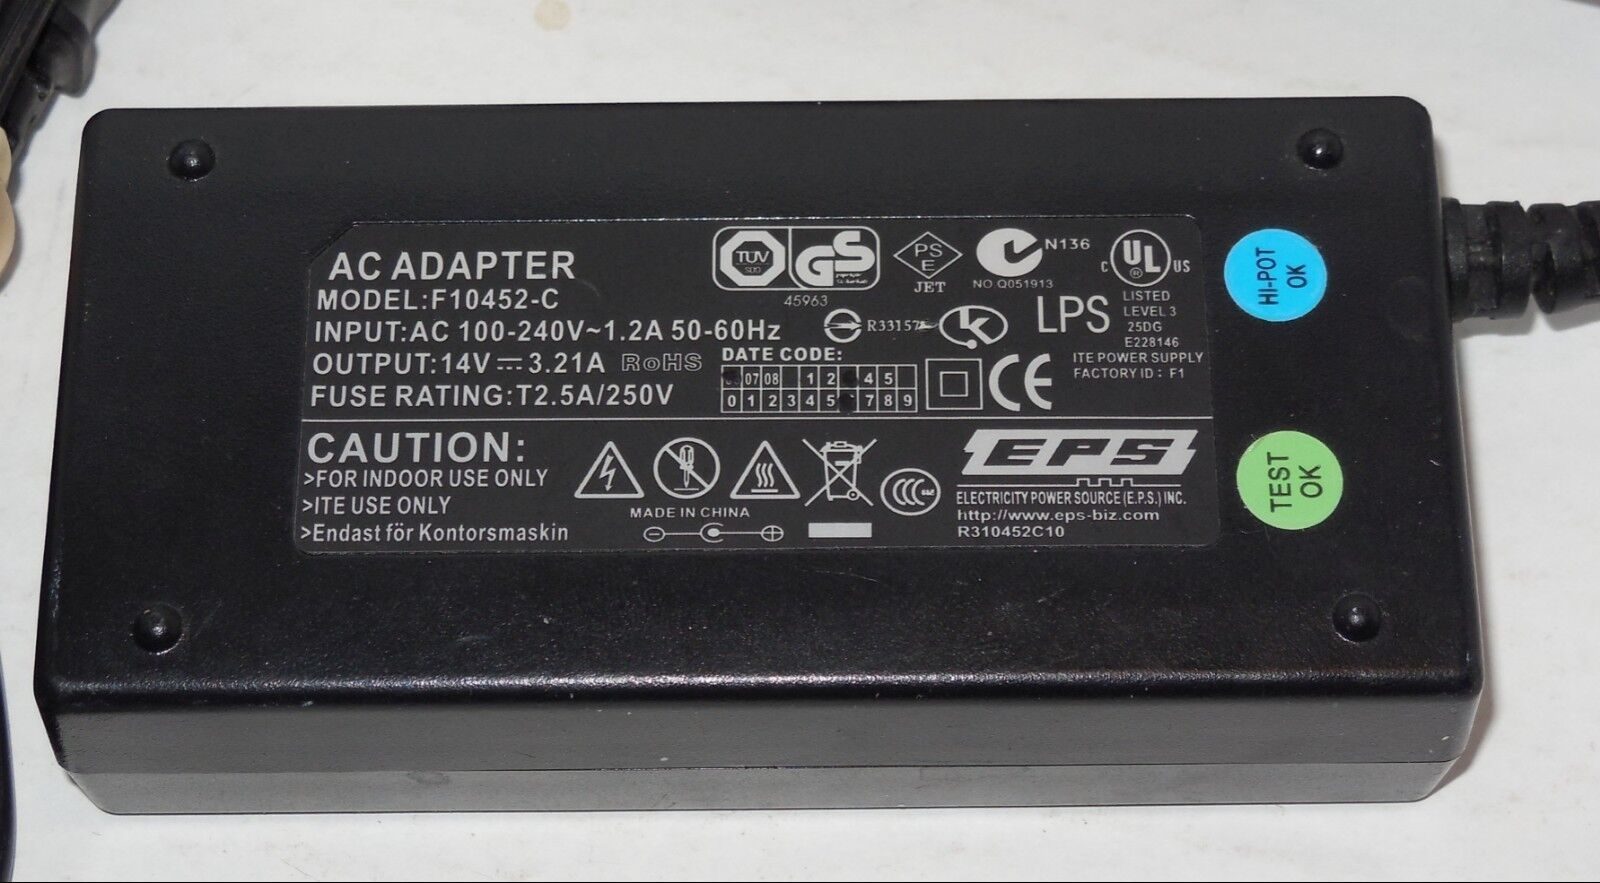 AC ADAPTER
MODEL:F10452-C
INPUT:AC 100-240V~1.2A 50-60Hz
OUTPUT:14V⎓3.21A RoHS
FUSE RATING:T2.5A/250V
TÜV
GS
45963
PS
E
JET
N136
NO.Q051913
C UL US
®
R33157
LPS
LISTED
LEVEL 3
25DG
E228146
ITE POWER SUPPLY
FACTORY ID: F1
DATE CODE:
07 08 1 2 4 5
0 1 2 3 4 5 7 8 9
CE
CAUTION:
>FOR INDOOR USE ONLY
>ITE USE ONLY
>Endast för Kontorsmaskin
MADE IN CHINA
EPS
ELECTRICITY POWER SOURCE (E.P.S.) INC.
http://www.eps-biz.com
R310452C10
HI-POT
OK
TEST
OK